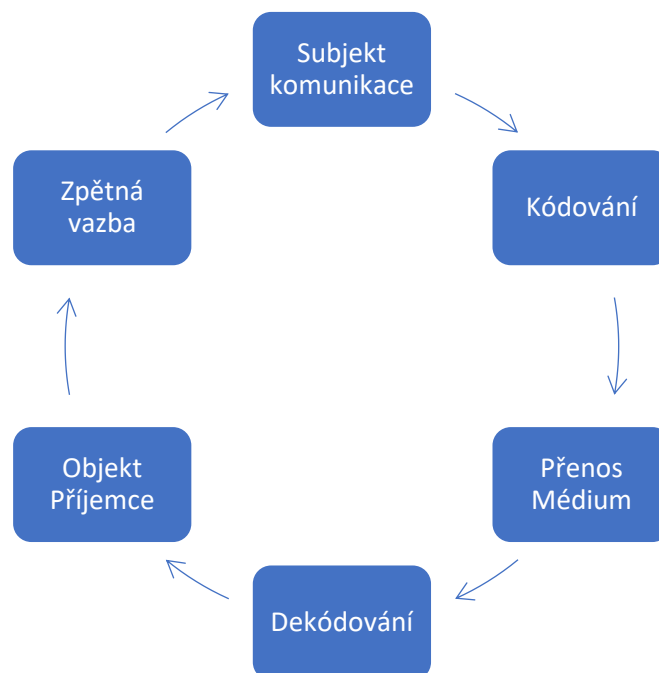 Subjekt
komunikace
Kódování
Přenos
Médium
Dekódování
Objekt
Příjemce
Zpětná
vazba